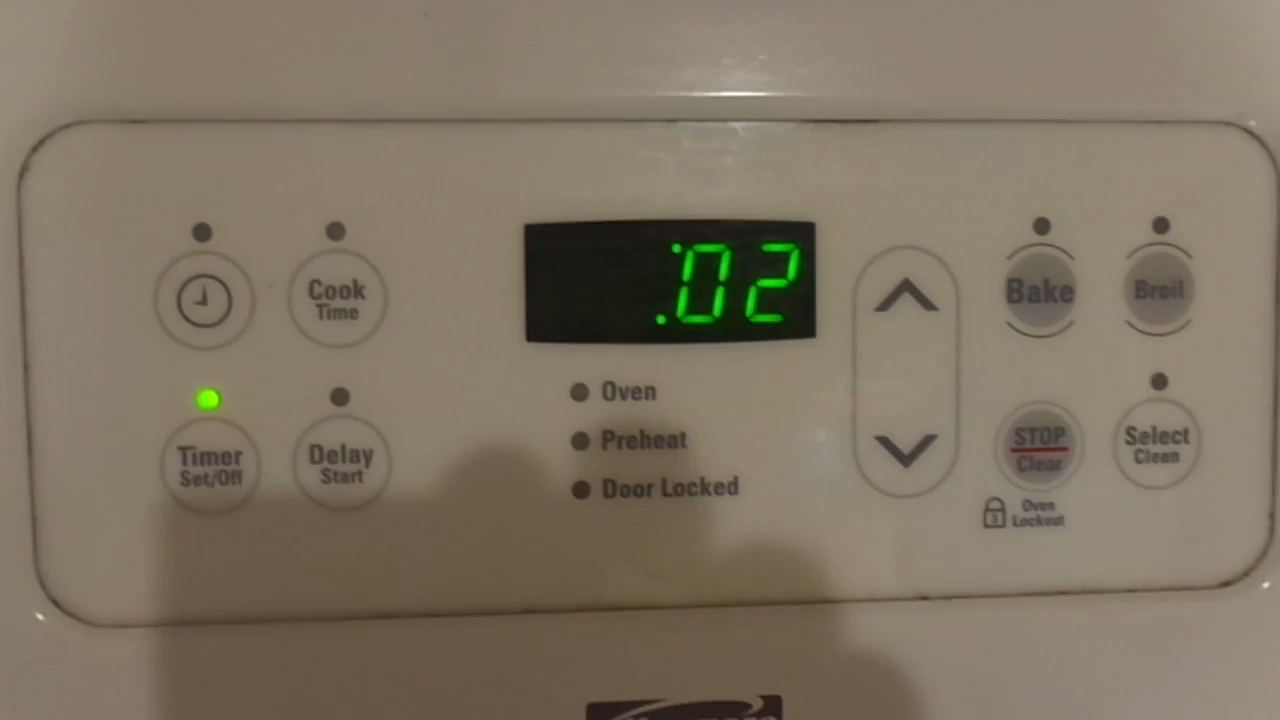 :02
Cook
Time
Bake
Broil
Timer
Set/Off
Delay
Start
Oven
Preheat
Door Locked
STOP
Clear
Select
Clean
Oven
Lockout